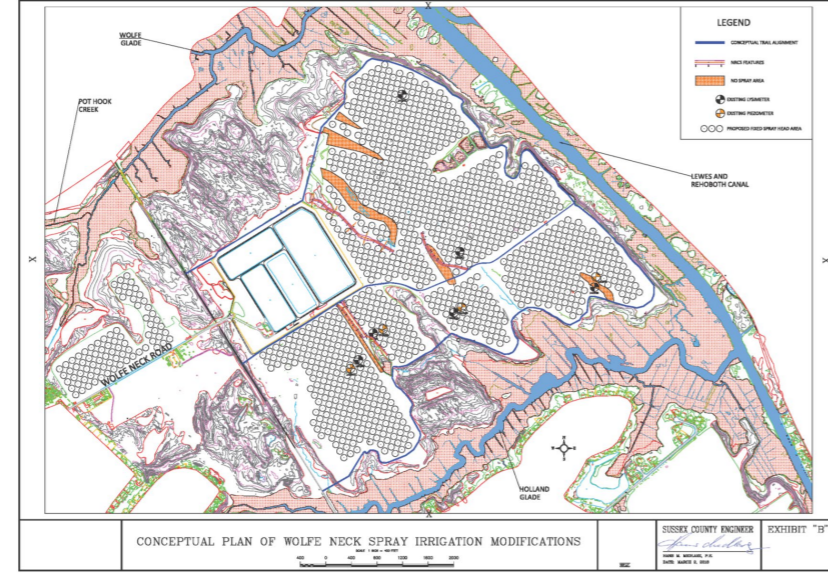 X
WOLFE
GLADE
LEGEND
CONCEPTUAL TRAIL ALIGNMENT
NRCS FEATURES
NO SPRAY AREA
EXISTING LYSIMETER
EXISTING PIEZOMETER
PROPOSED FIXED SPRAY HEAD AREA
POT HOOK
CREEK
LEWES AND
REHOBOTH CANAL
X
X
WOLFE NECK ROAD
HOLLAND
GLADE
X
CONCEPTUAL PLAN OF WOLFE NECK SPRAY IRRIGATION MODIFICATIONS
400 0 400 800 1200 1600 2000
SUSSEX COUNTY ENGINEER
EXHIBIT "B"